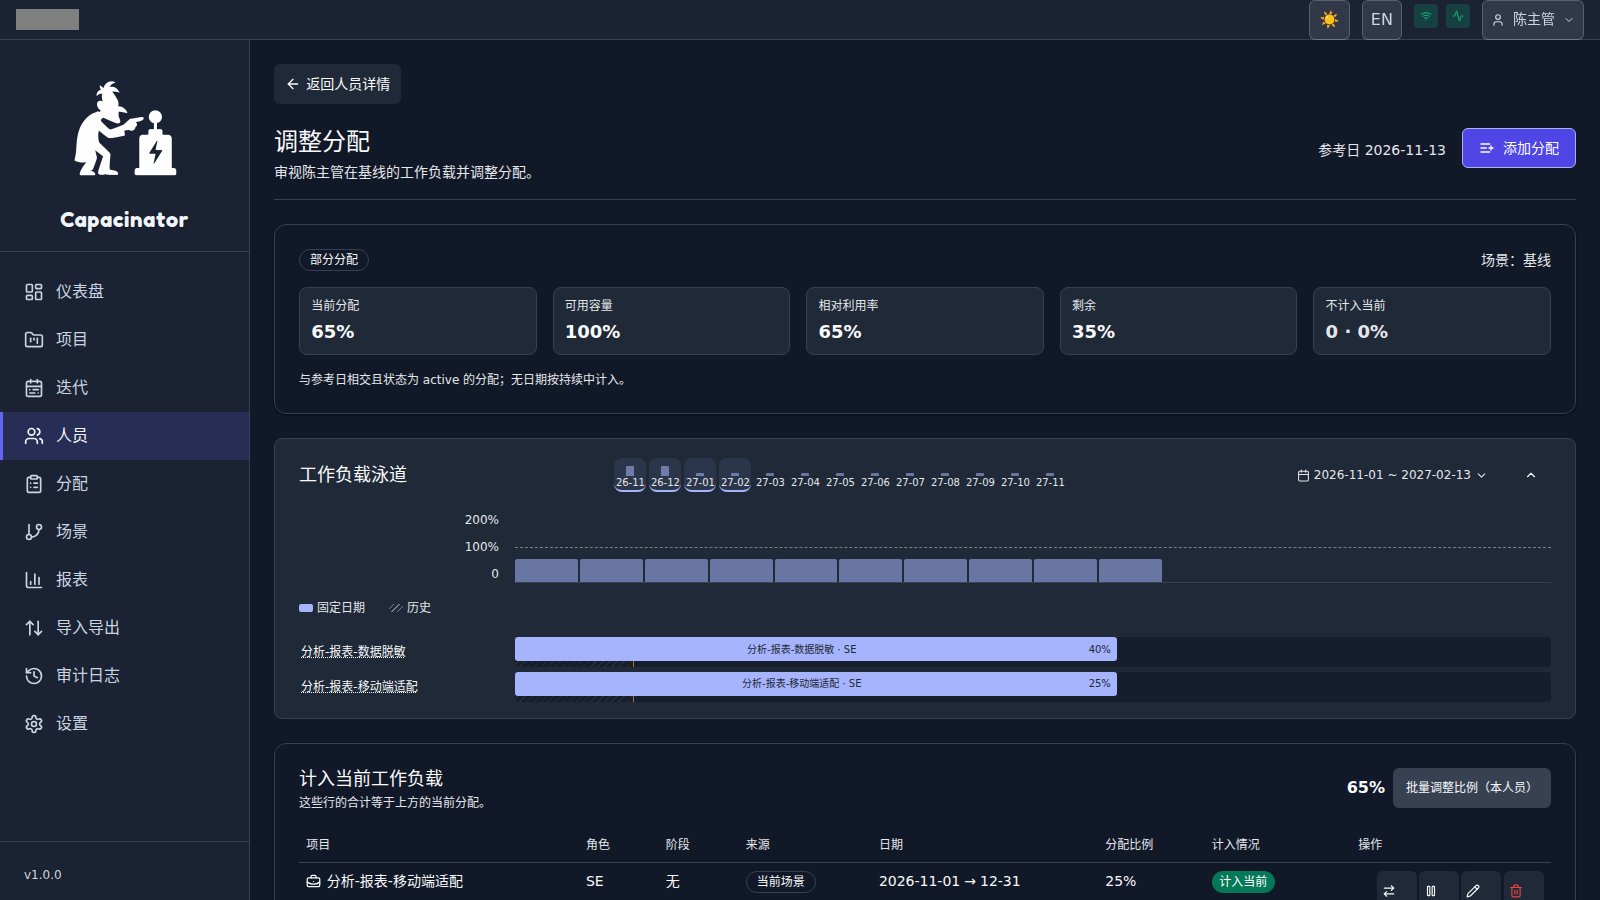 EN
陈主管
Capacinator
仪表盘
项目
迭代
人员
分配
场景
报表
导入导出
审计日志
设置
v1.0.0
返回人员详情
调整分配
审视陈主管在基线的工作负载并调整分配。
参考日 2026-11-13
添加分配
部分分配
场景：基线
当前分配
65%
可用容量
100%
相对利用率
65%
剩余
35%
不计入当前
0 · 0%
与参考日相交且状态为 active 的分配；无日期按持续中计入。
工作负载泳道
26-11 26-12 27-01 27-02 27-03 27-04 27-05 27-06 27-07 27-08 27-09 27-10 27-11
2026-11-01 ~ 2027-02-13
200%
100%
0
固定日期 历史
分析-报表-数据脱敏
分析-报表-数据脱敏 · SE 40%
分析-报表-移动端适配
分析-报表-移动端适配 · SE 25%
计入当前工作负载
这些行的合计等于上方的当前分配。
65%
批量调整比例（本人员）
项目 角色 阶段 来源 日期 分配比例 计入情况 操作
分析-报表-移动端适配 SE 无 当前场景 2026-11-01 → 12-31 25% 计入当前